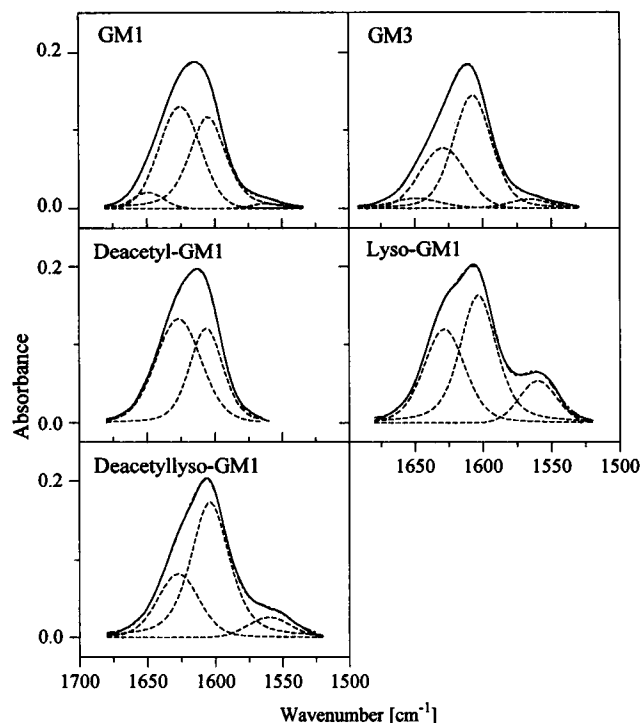 GM1
GM3
0.2
0.0
Deacetyl-GM1
Lyso-GM1
0.2
0.0
Absorbance
Deacetyllyso-GM1
1650 1600 1550 1500
0.2
0.0
1700 1650 1600 1550 1500
Wavenumber [cm-1]